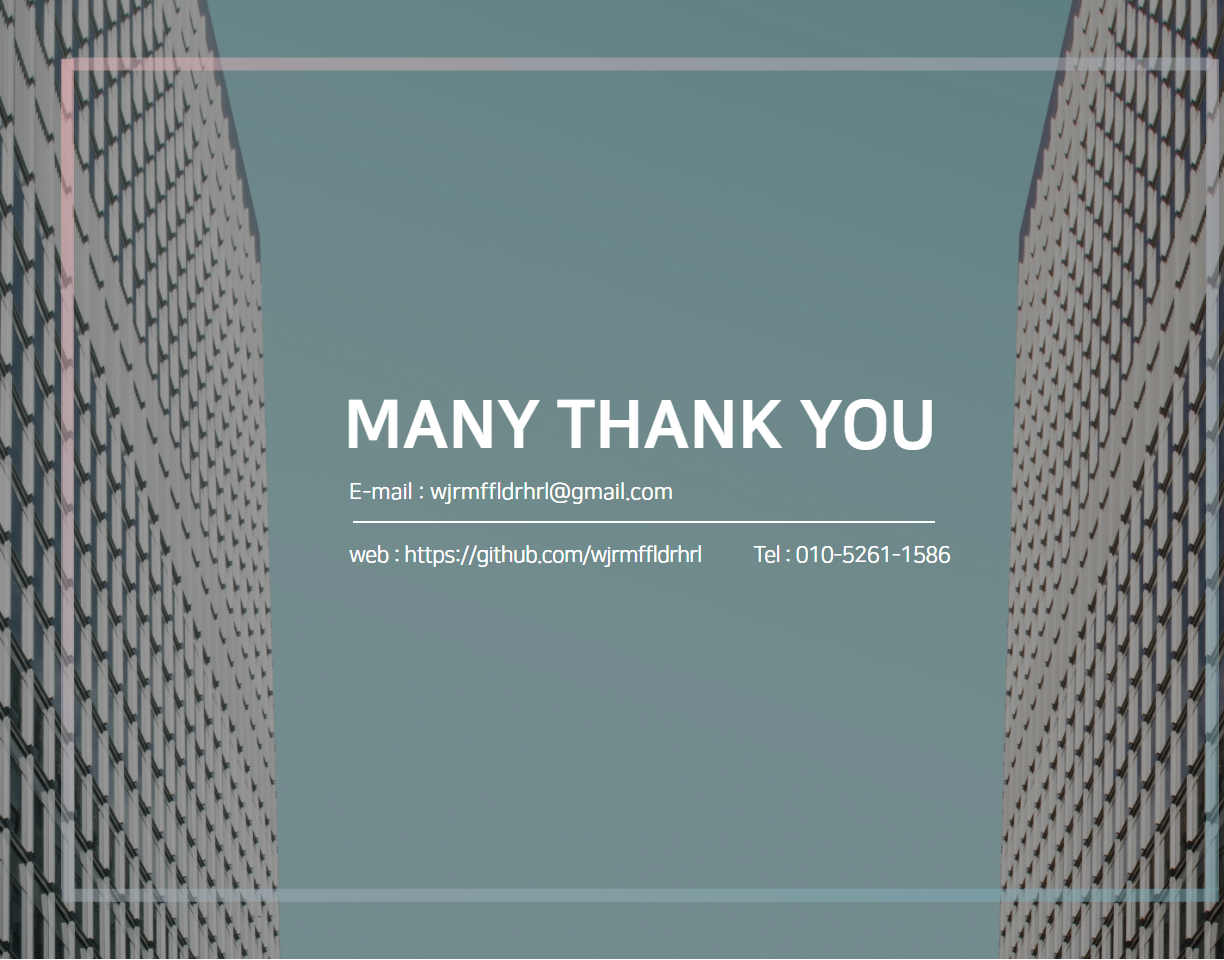 MANY THANK YOU
E-mail : wjrmffldrhrl@gmail.com
web : https://github.com/wjrmffldrhrl Tel : 010-5261-1586